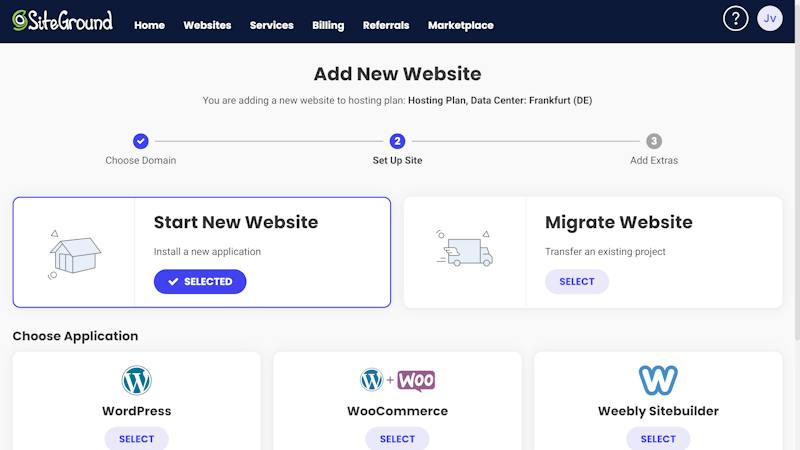 SiteGround Home Websites Services Billing Referrals Marketplace ? Jv
Add New Website
You are adding a new website to hosting plan: Hosting Plan, Data Center: Frankfurt (DE)
2 3
Choose Domain Set Up Site Add Extras
Start New Website
Install a new application
SELECTED
Migrate Website
Transfer an existing project
SELECT
Choose Application
W W + WOO W
WordPress WooCommerce Weebly Sitebuilder
SELECT SELECT SELECT